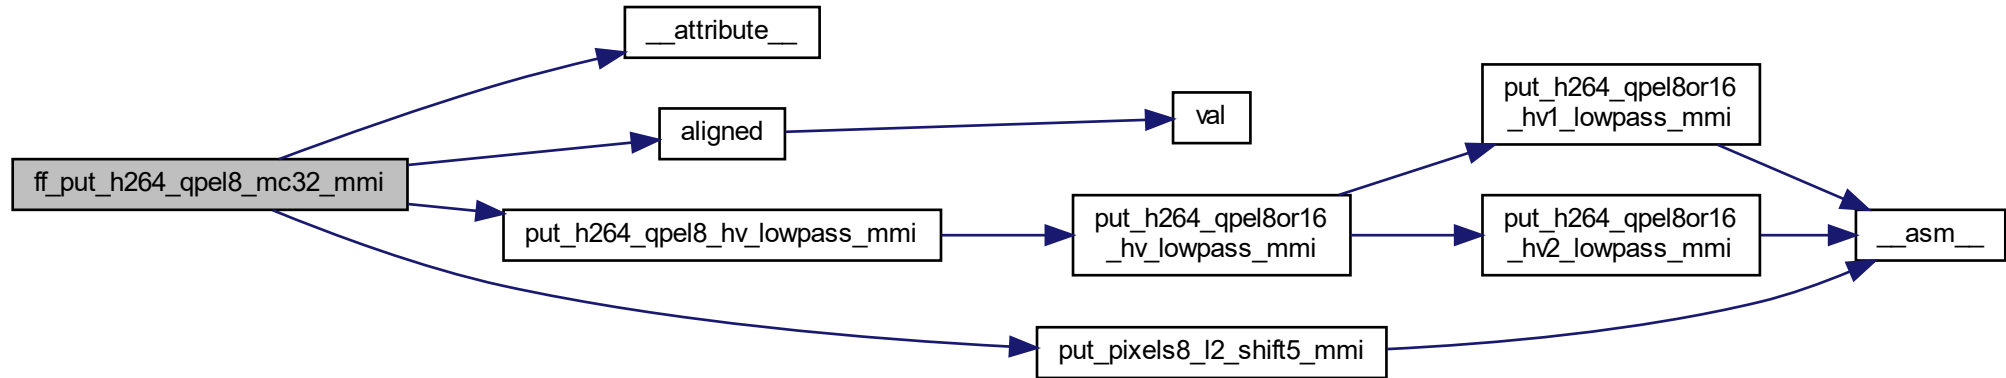 __attribute__
aligned
val
ff_put_h264_qpel8_mc32_mmi
put_h264_qpel8_hv_lowpass_mmi
put_h264_qpel8or16
_hv_lowpass_mmi
put_h264_qpel8or16
_hv1_lowpass_mmi
put_h264_qpel8or16
_hv2_lowpass_mmi
__asm__
put_pixels8_l2_shift5_mmi